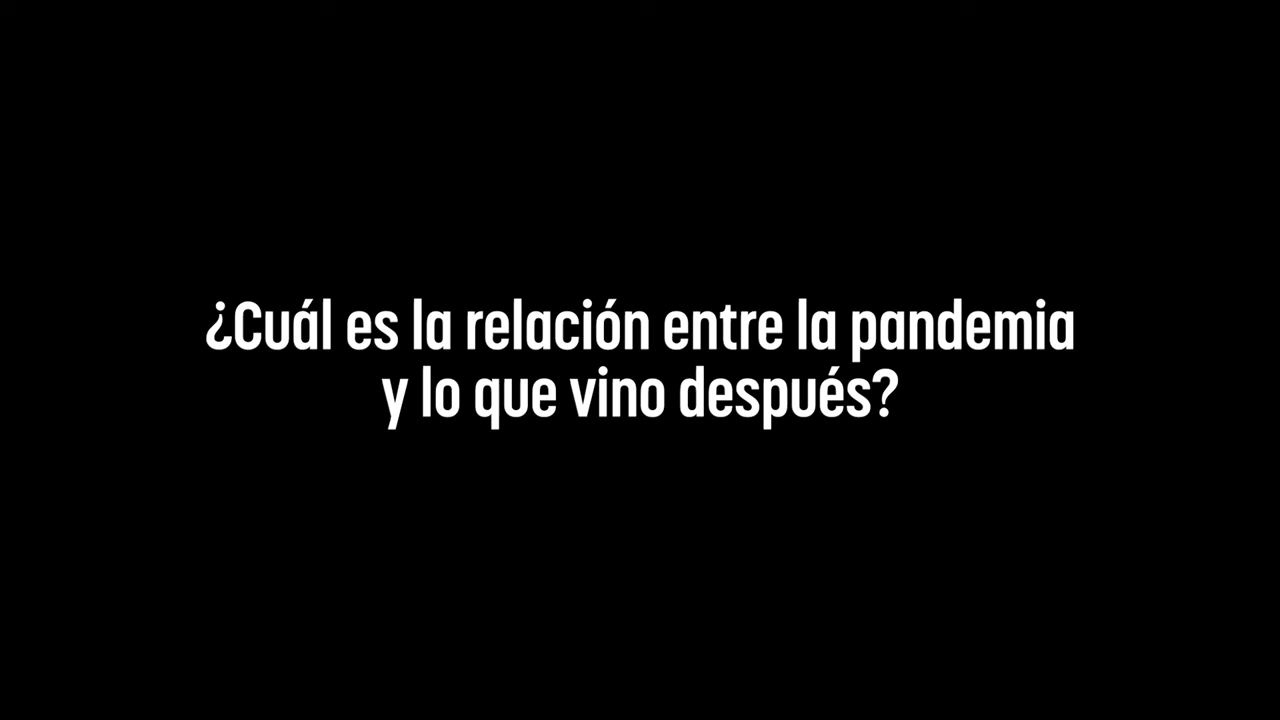 ¿Cuál es la relación entre la pandemia
y lo que vino después?